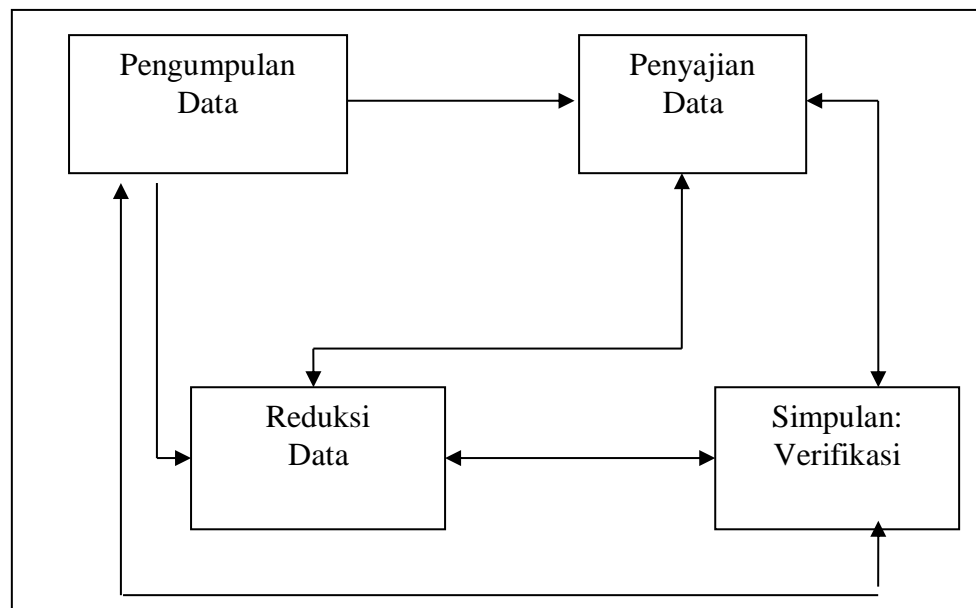 Pengumpulan
Data
Penyajian
Data
Reduksi
Data
Simpulan:
Verifikasi